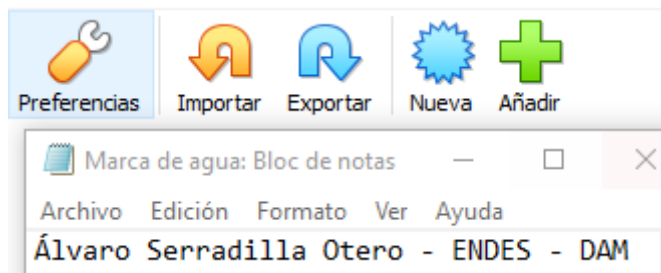 Preferencias Importar Exportar Nueva Añadir
Marca de agua: Bloc de notas
Archivo Edición Formato Ver Ayuda
Álvaro Serradilla Otero - ENDES - DAM